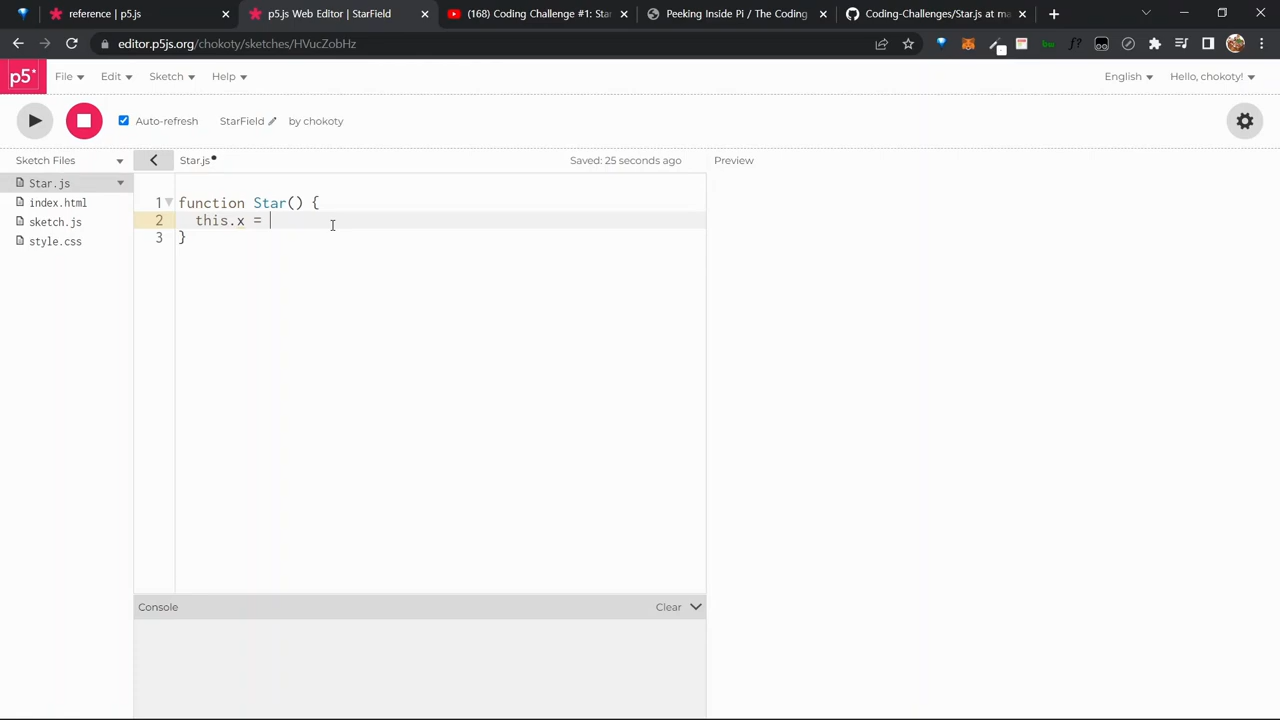 reference | p5.js
p5.js Web Editor | StarField
(168) Coding Challenge #1: Star
Peeking Inside Pi / The Coding
Coding-Challenges/Star.js at ma
editor.p5js.org/chokoty/sketches/HVucZobHz
p5*
File
Edit
Sketch
Help
English
Hello, chokoty!
Auto-refresh
StarField
by chokoty
Sketch Files
Star.js
Saved: 25 seconds ago
Preview
Star.js
index.html
sketch.js
style.css
1 function Star() {
2 this.x =
3 }
Console
Clear